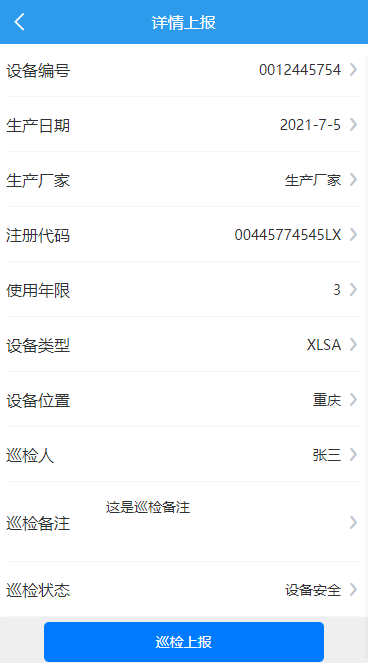 详情上报
设备编号 0012445754
生产日期 2021-7-5
生产厂家 生产厂家
注册代码 00445774545LX
使用年限 3
设备类型 XLSA
设备位置 重庆
巡检人 张三
巡检备注 这是巡检备注
巡检状态 设备安全
巡检上报